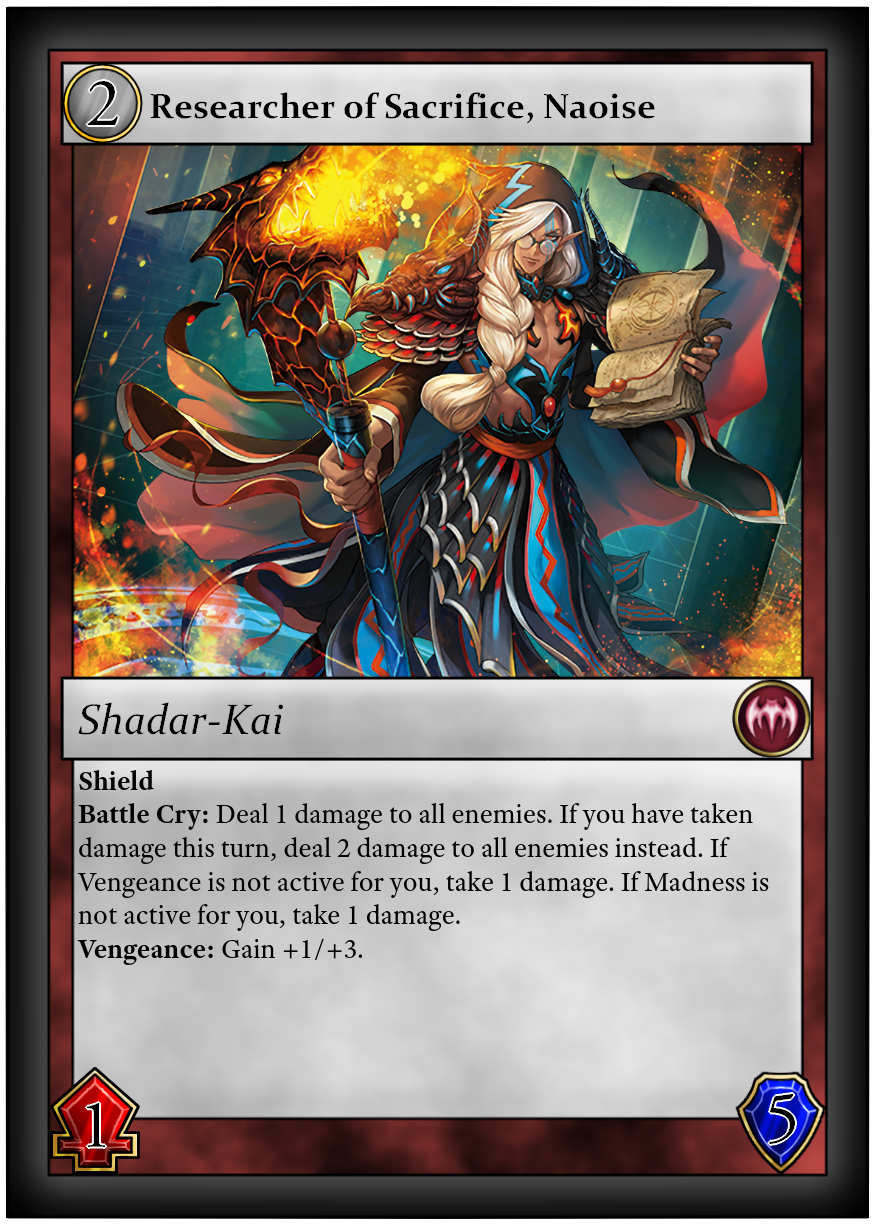 2
Researcher of Sacrifice, Naoise
Shadar-Kai
Shield
Battle Cry: Deal 1 damage to all enemies. If you have taken
damage this turn, deal 2 damage to all enemies instead. If
Vengeance is not active for you, take 1 damage. If Madness is
not active for you, take 1 damage.
Vengeance: Gain +1/+3.
1
5